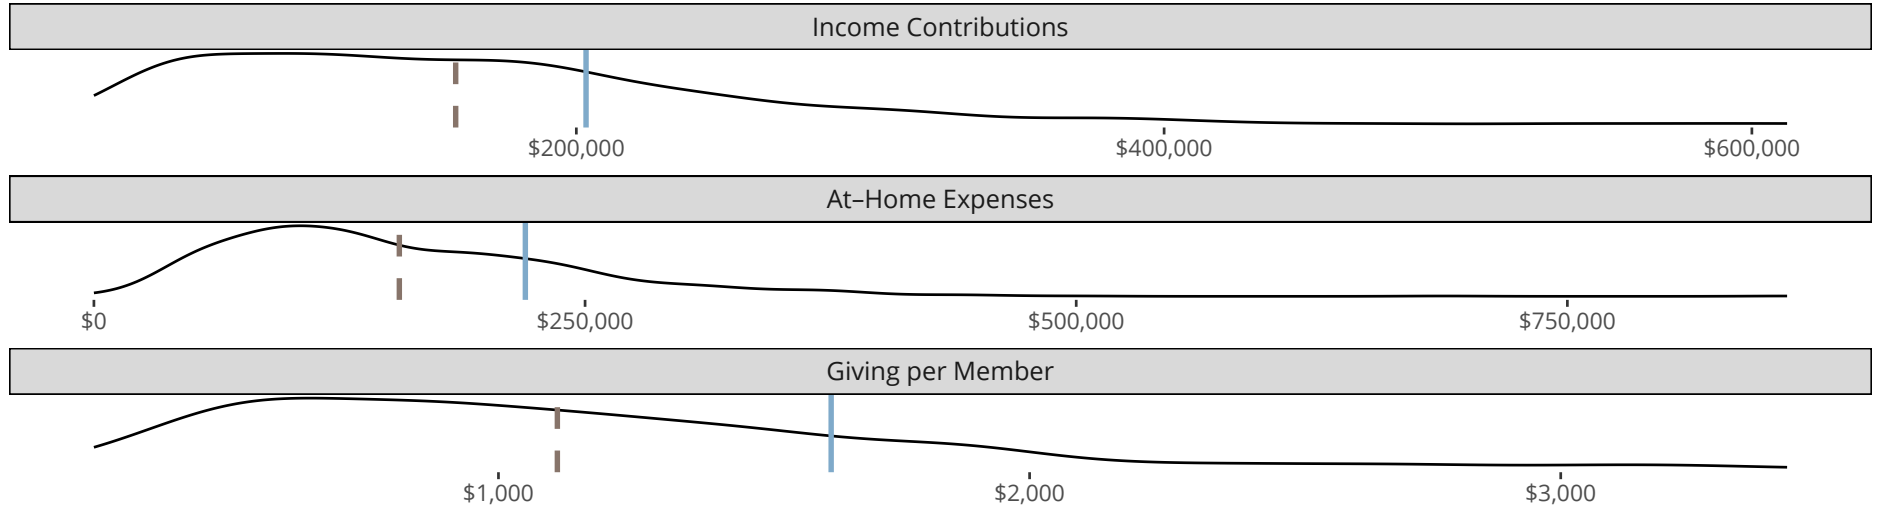 Income Contributions
$200,000 $400,000 $600,000
At–Home Expenses
$0 $250,000 $500,000 $750,000
Giving per Member
$1,000 $2,000 $3,000